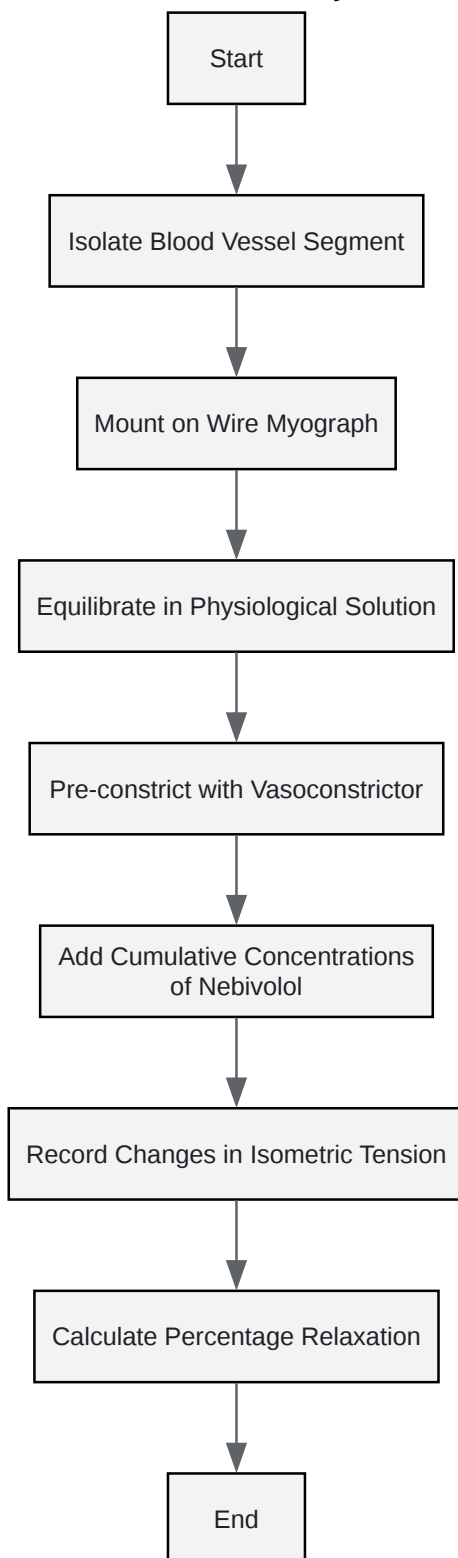 Start
Isolate Blood Vessel Segment
Mount on Wire Myograph
Equilibrate in Physiological Solution
Pre-constrict with Vasoconstrictor
Add Cumulative Concentrations
of Nebivolol
Record Changes in Isometric Tension
Calculate Percentage Relaxation
End